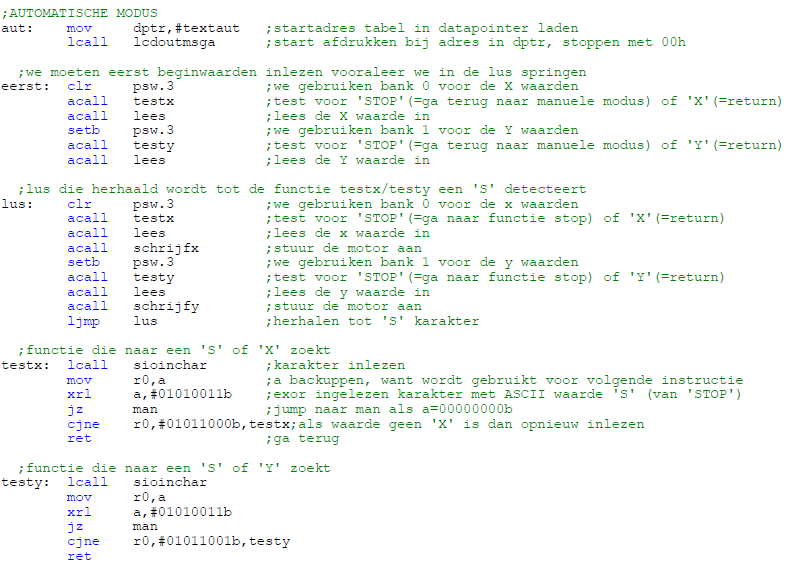 ;AUTOMATISCHE MODUS
aut: mov dptr,#textaut ;startadres tabel in datapointer laden
lcall lcdoutmsga ;start afdrukken bij adres in dptr, stoppen met 00h
;we moeten eerst beginwaarden inlezen vooraleer we in de lus springen
eerst: clr psw.3 ;we gebruiken bank 0 voor de X waarden
acall testx ;test voor 'STOP'(=ga terug naar manuele modus) of 'X'(=return)
acall lees ;lees de X waarde in
setb psw.3 ;we gebruiken bank 1 voor de Y waarden
acall testy ;test voor 'STOP'(=ga terug naar manuele modus) of 'Y'(=return)
acall lees ;lees de Y waarde in
;lus die herhaald wordt tot de functie testx/testy een 'S' detecteert
lus: clr psw.3 ;we gebruiken bank 0 voor de x waarden
acall testx ;test voor 'STOP'(=ga naar functie stop) of 'X'(=return)
acall lees ;lees de x waarde in
acall schrijfx ;stuur de motor aan
setb psw.3 ;we gebruiken bank 1 voor de y waarden
acall testy ;test voor 'STOP'(=ga naar functie stop) of 'Y'(=return)
acall lees ;lees de y waarde in
acall schrijfy ;stuur de motor aan
ljmp lus ;herhalen tot 'S' karakter
;functie die naar een 'S' of 'X' zoekt
testx: lcall sioinchar ;karakter inlezen
mov r0,a ;a backuppen, want wordt gebruikt voor volgende instructie
xrl a,#01010011b ;exor ingelezen karakter met ASCII waarde 'S' (van 'STOP')
jz man ;jump naar man als a=00000000b
cjne r0,#01011000b,testx;als waarde geen 'X' is dan opnieuw inlezen
ret ;ga terug
;functie die naar een 'S' of 'Y' zoekt
testy: lcall sioinchar
mov r0,a
xrl a,#01010011b
jz man
cjne r0,#01011001b,testy
ret